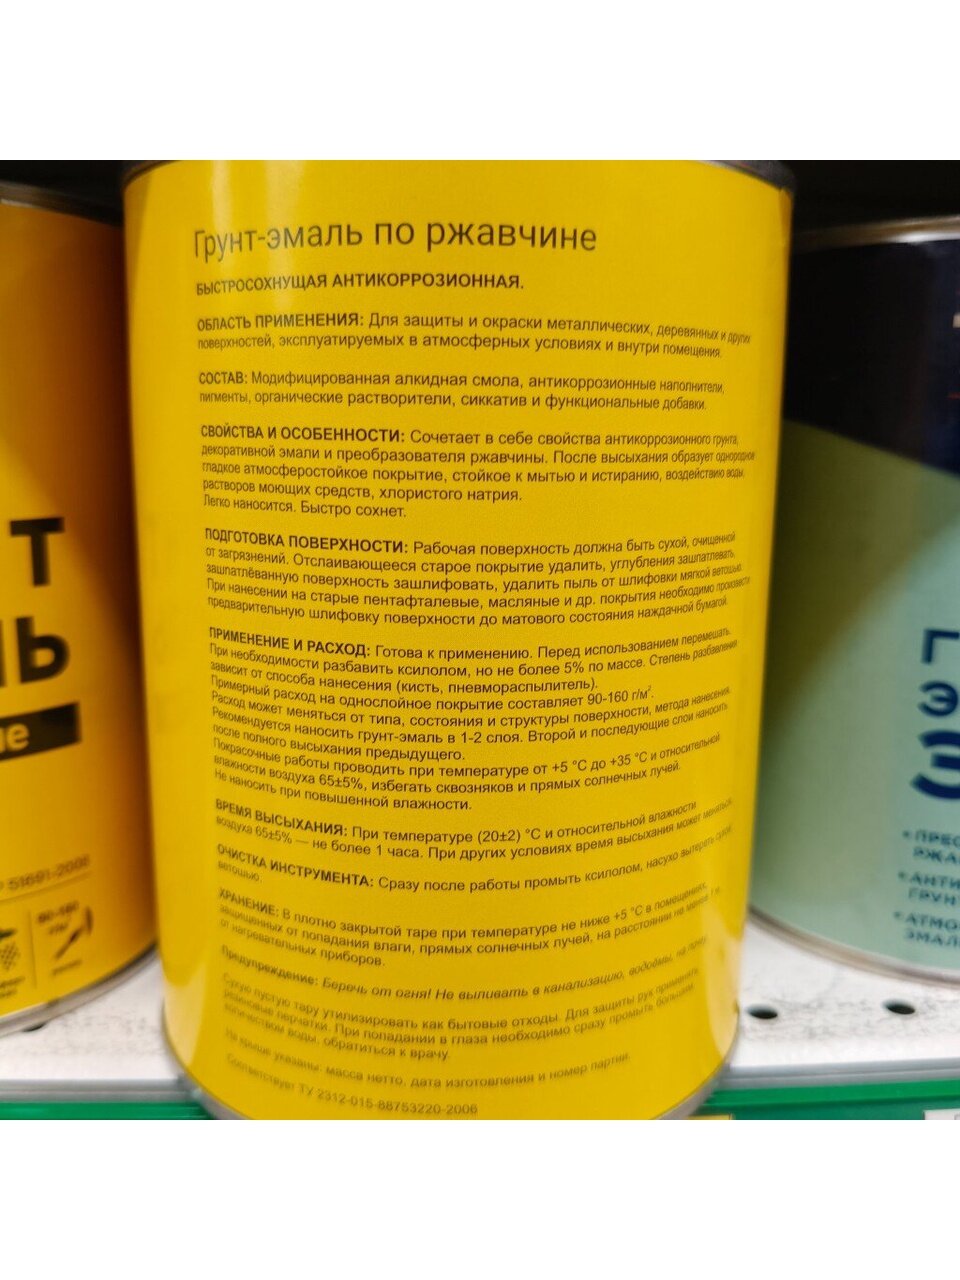 Грунт-эмаль по ржавчине
БЫСТРОСОХНУЩАЯ АНТИКОРРОЗИОННАЯ.
ОБЛАСТЬ ПРИМЕНЕНИЯ: Для защиты и окраски металлических, деревянных и других
поверхностей, эксплуатируемых в атмосферных условиях и внутри помещения.
СОСТАВ: Модифицированная алкидная смола, антикоррозионные наполнители,
пигменты, органические растворители, сиккатив и функциональные добавки.
СВОЙСТВА И ОСОБЕННОСТИ: Сочетает в себе свойства антикоррозионного грунта,
декоративной эмали и преобразователя ржавчины. После высыхания образует однородное
гладкое атмосферостойкое покрытие, стойкое к мытью и истиранию, воздействию воды,
растворов моющих средств, хлористого натрия.
Легко наносится. Быстро сохнет.
ПОДГОТОВКА ПОВЕРХНОСТИ: Рабочая поверхность должна быть сухой, очищенной
от загрязнений. Отслаивающееся старое покрытие удалить, углубления зашпатлевать,
зашпатлёванную поверхность зашлифовать, удалить пыль от шлифовки мягкой ветошью.
При нанесении на старые пентафталевые, масляные и др. покрытия необходимо произвести
предварительную шлифовку поверхности до матового состояния наждачной бумагой.
ПРИМЕНЕНИЕ И РАСХОД: Готова к применению. Перед использованием перемешать.
При необходимости разбавить ксилолом, но не более 5% по массе. Степень разбавления
зависит от способа нанесения (кисть, пневмораспылитель).
Примерный расход на однослойное покрытие составляет 90-160 г/м².
Расход может меняться от типа, состояния и структуры поверхности, метода нанесения.
Рекомендуется наносить грунт-эмаль в 1-2 слоя. Второй и последующие слои наносить
после полного высыхания предыдущего.
Покрасочные работы проводить при температуре от +5 °С до +35 °С и относительной
влажности воздуха 65±5%, избегать сквозняков и прямых солнечных лучей.
Не наносить при повышенной влажности.
ВРЕМЯ ВЫСЫХАНИЯ: При температуре (20±2) °С и относительной влажности
воздуха 65±5% — не более 1 часа. При других условиях время высыхания может меняться.
ОЧИСТКА ИНСТРУМЕНТА: Сразу после работы промыть ксилолом, насухо вытереть сухой
ветошью.
ХРАНЕНИЕ: В плотно закрытой таре при температуре не ниже +5 °С в помещениях,
защищенных от попадания влаги, прямых солнечных лучей, на расстоянии не менее 1 м
от нагревательных приборов.
Предупреждение: Беречь от огня! Не выливать в канализацию, водоёмы, на почву.
Сухую пустую тару утилизировать как бытовые отходы. Для защиты рук применять
резиновые перчатки. При попадании в глаза необходимо сразу промыть большим
количеством воды, обратиться к врачу.
На крышке указаны: масса нетто, дата изготовления и номер партии.
Соответствует ТУ 2312-015-88753220-2006
Т
ЛЬ
не
Р 51691-2008
90-160
Г
Э
З
• ПРЕО
РЖА
• АНТИ
ГРУН
• АТМО
ЭМАЛ